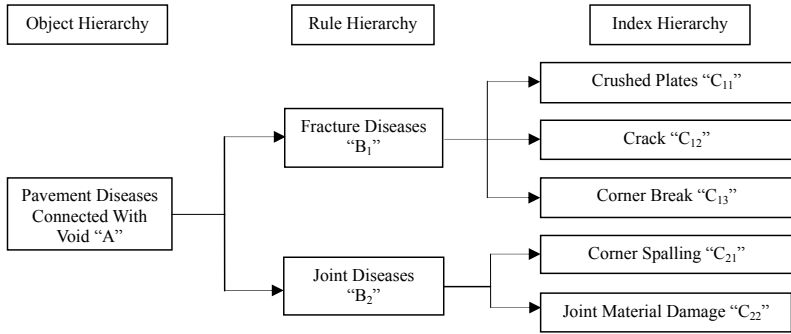 Object Hierarchy
Rule Hierarchy
Index Hierarchy
Pavement Diseases
Connected With
Void “A”
Fracture Diseases
“B₁”
Joint Diseases
“B₂”
Crushed Plates “C₁₁”
Crack “C₁₂”
Corner Break “C₁₃”
Corner Spalling “C₂₁”
Joint Material Damage “C₂₂”